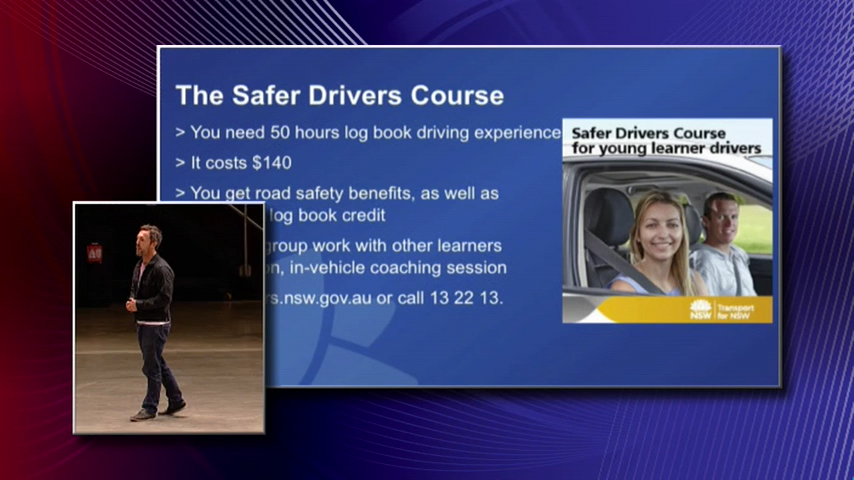 The Safer Drivers Course
> You need 50 hours log book driving experience
> It costs $140
> You get road safety benefits, as well as
log book credit
group work with other learners
in-vehicle coaching session
.nsw.gov.au or call 13 22 13.
Safer Drivers Course
for young learner drivers
NSW
Transport
for NSW